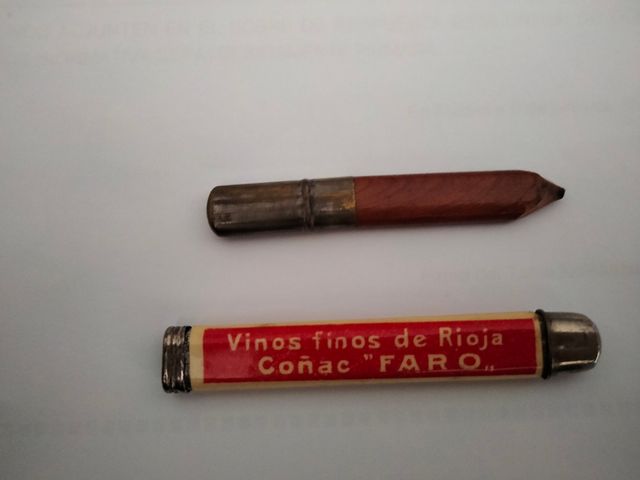 Vinos finos de Rioja
Coñac "FARO„